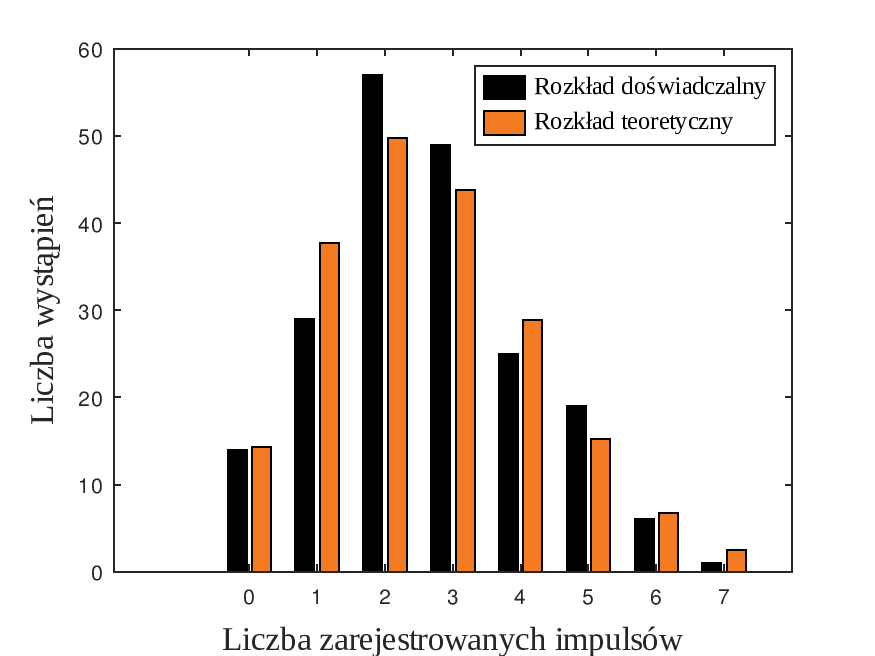 60
50
40
30
20
10
0
Liczba wystąpień
Rozkład doświadczalny
Rozkład teoretyczny
0 1 2 3 4 5 6 7
Liczba zarejestrowanych impulsów